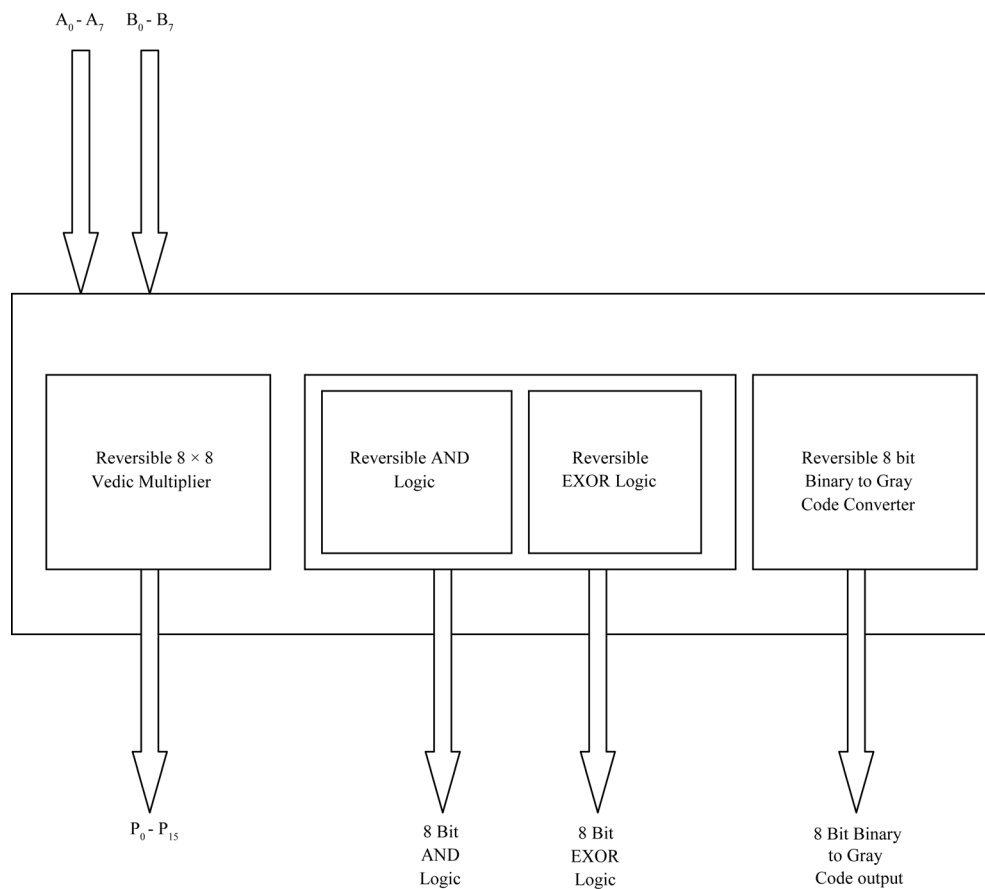 A₀ - A₇ B₀ - B₇
Reversible 8 × 8
Vedic Multiplier
Reversible AND
Logic
Reversible
EXOR Logic
Reversible 8 bit
Binary to Gray
Code Converter
P₀ - P₁₅
8 Bit
AND
Logic
8 Bit
EXOR
Logic
8 Bit Binary
to Gray
Code output